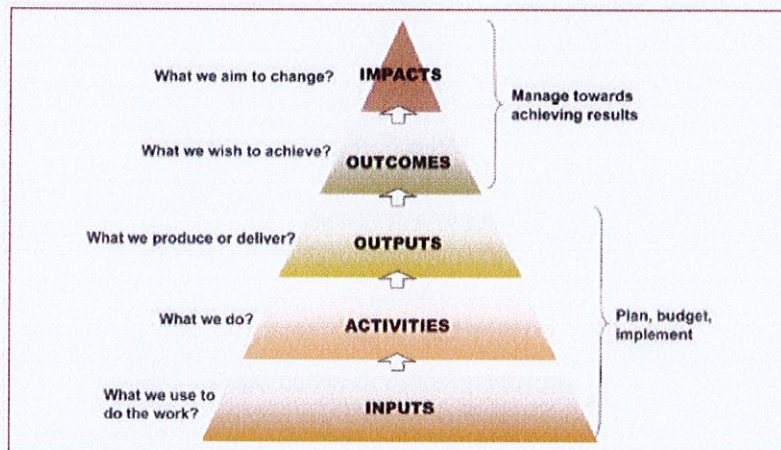 What we aim to change?
IMPACTS
Manage towards
achieving results
What we wish to achieve?
OUTCOMES
What we produce or deliver?
OUTPUTS
What we do?
ACTIVITIES
Plan, budget,
implement
What we use to
do the work?
INPUTS